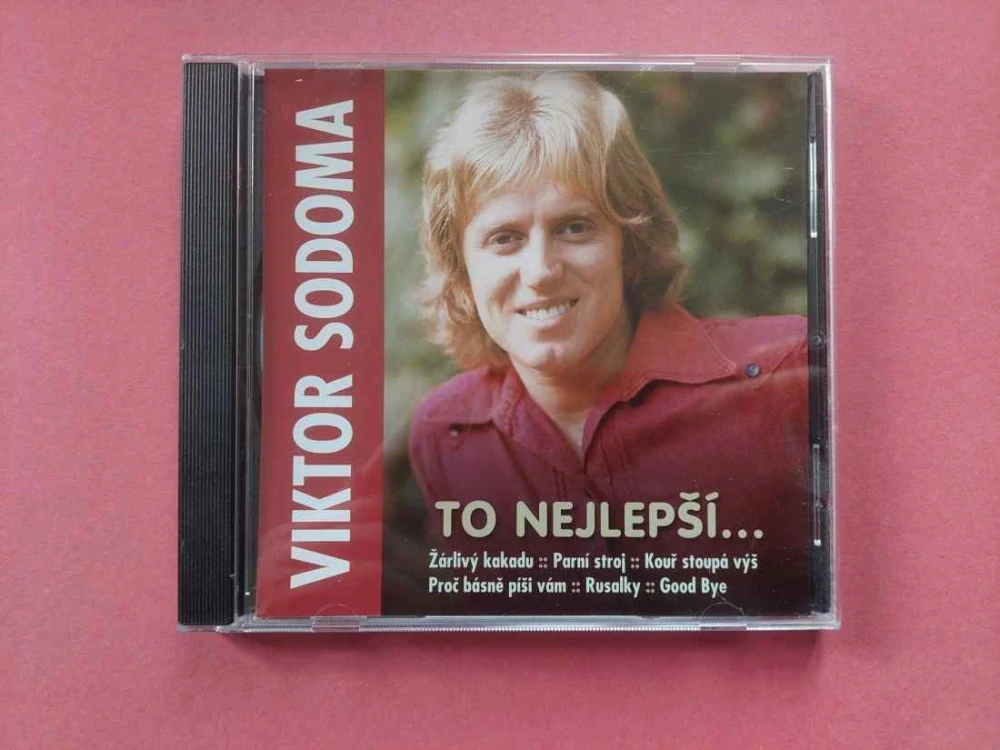 VIKTOR SODOMA
TO NEJLEPŠÍ...
Žárlivý kakadu :: Parní stroj :: Kouř stoupá výš
Proč básně píši vám :: Rusalky :: Good Bye